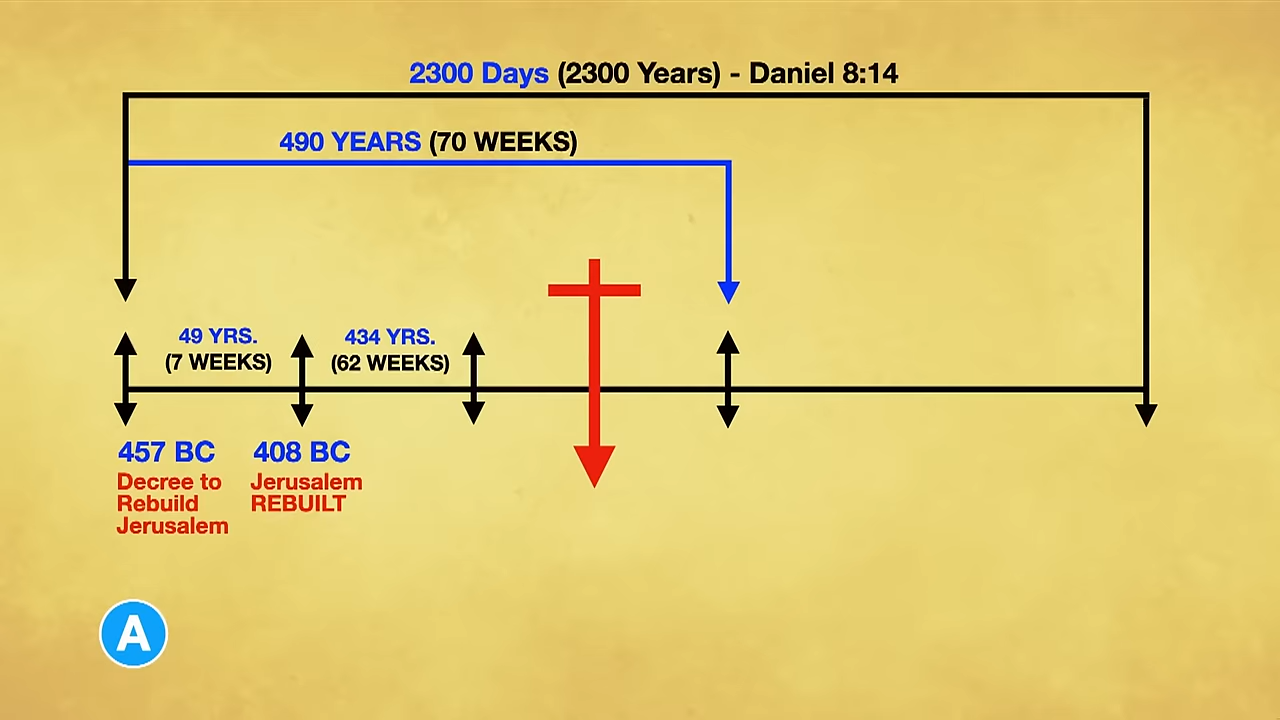 2300 Days (2300 Years) - Daniel 8:14
490 YEARS (70 WEEKS)
49 YRS.
(7 WEEKS)
434 YRS.
(62 WEEKS)
457 BC
Decree to
Rebuild
Jerusalem
408 BC
Jerusalem
REBUILT
A